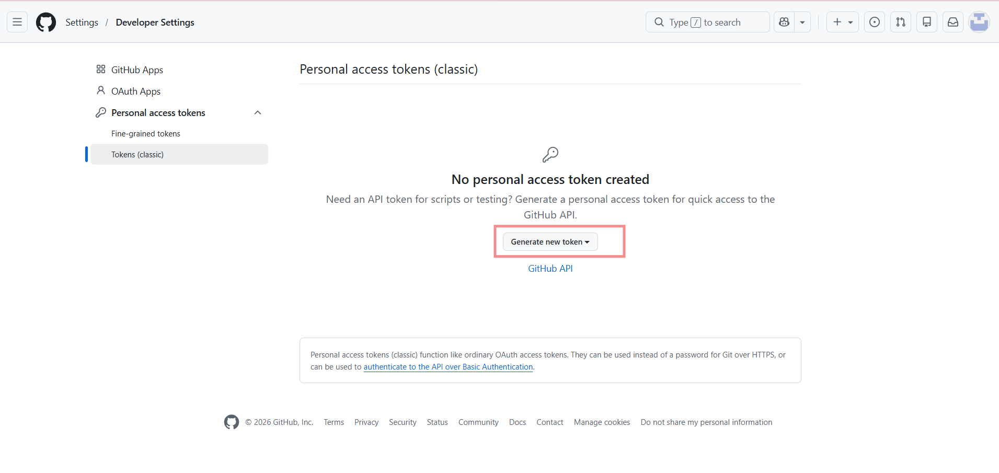 Settings / Developer Settings
Type / to search
GitHub Apps
OAuth Apps
Personal access tokens
Fine-grained tokens
Tokens (classic)
Personal access tokens (classic)
No personal access token created
Need an API token for scripts or testing? Generate a personal access token for quick access to the
GitHub API.
Generate new token
GitHub API
Personal access tokens (classic) function like ordinary OAuth access tokens. They can be used instead of a password for Git over HTTPS, or
can be used to authenticate to the API over Basic Authentication.
© 2026 GitHub, Inc. Terms Privacy Security Status Community Docs Contact Manage cookies Do not share my personal information